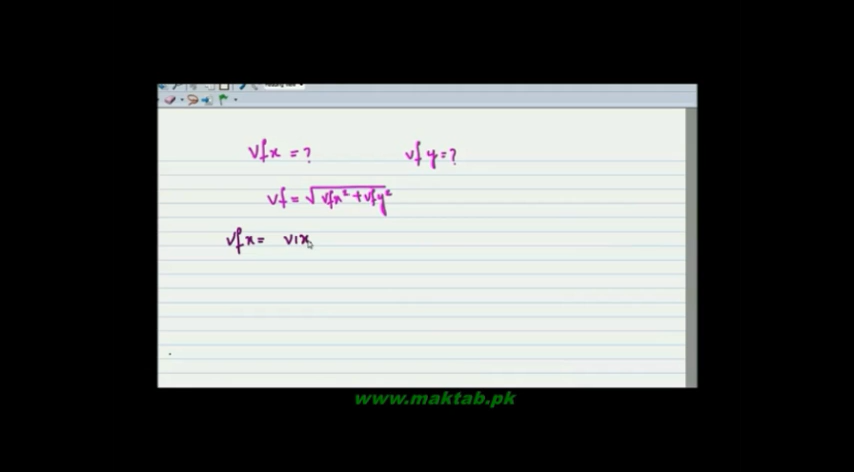 vfx = ?
vfy = ?
vf = √vfx² + vfy²
vfx = vix
www.maktab.pk